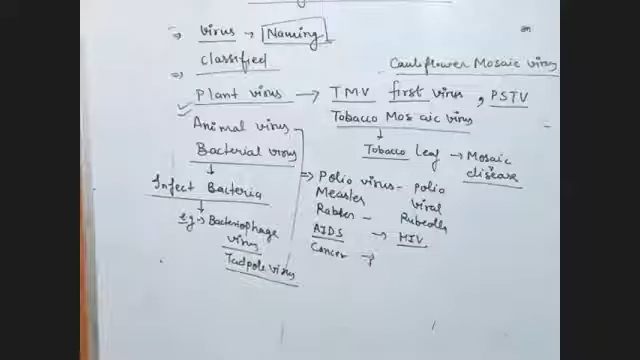 ⇒ virus → Naming
⇒ classified
Cauliflower Mosaic virus
Plant virus → TMV first virus, PSTV
Tobacco Mosaic virus
Animal virus
Bacterial virus
↓
Tobacco Leaf → Mosaic disease
↓
Infect Bacteria
↓
eg → Bacteriophage virus
Tadpole virus
⇒ Polio virus - polio
Measles viral
Rubeolla
AIDS → HIV
Cancer →